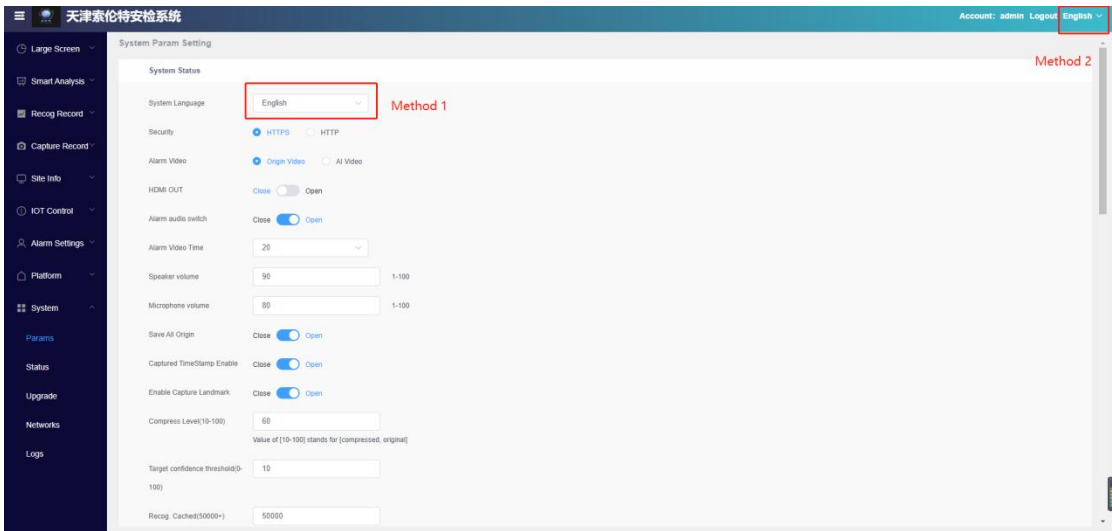 天津索伦特安检系统
Account: admin Logout English
Large Screen
Smart Analysis
Recog Record
Capture Record
Site Info
IOT Control
Alarm Settings
Platform
System
Params
Status
Upgrade
Networks
Logs
System Param Setting
Method 2
System Status
System Language English
Method 1
Security HTTPS HTTP
Alarm Video Origin Video AI Video
HDMI OUT Close Open
Alarm audio switch Close Open
Alarm Video Time 20
Speaker volume 90 1-100
Microphone volume 80 1-100
Save All Origin Close Open
Captured TimeStamp Enable Close Open
Enable Capture Landmark Close Open
Compress Level(10-100) 60
Value of [10-100] stands for [compressed, original]
Target confidence threshold(0-
100) 10
Recog. Cached(50000+) 50000